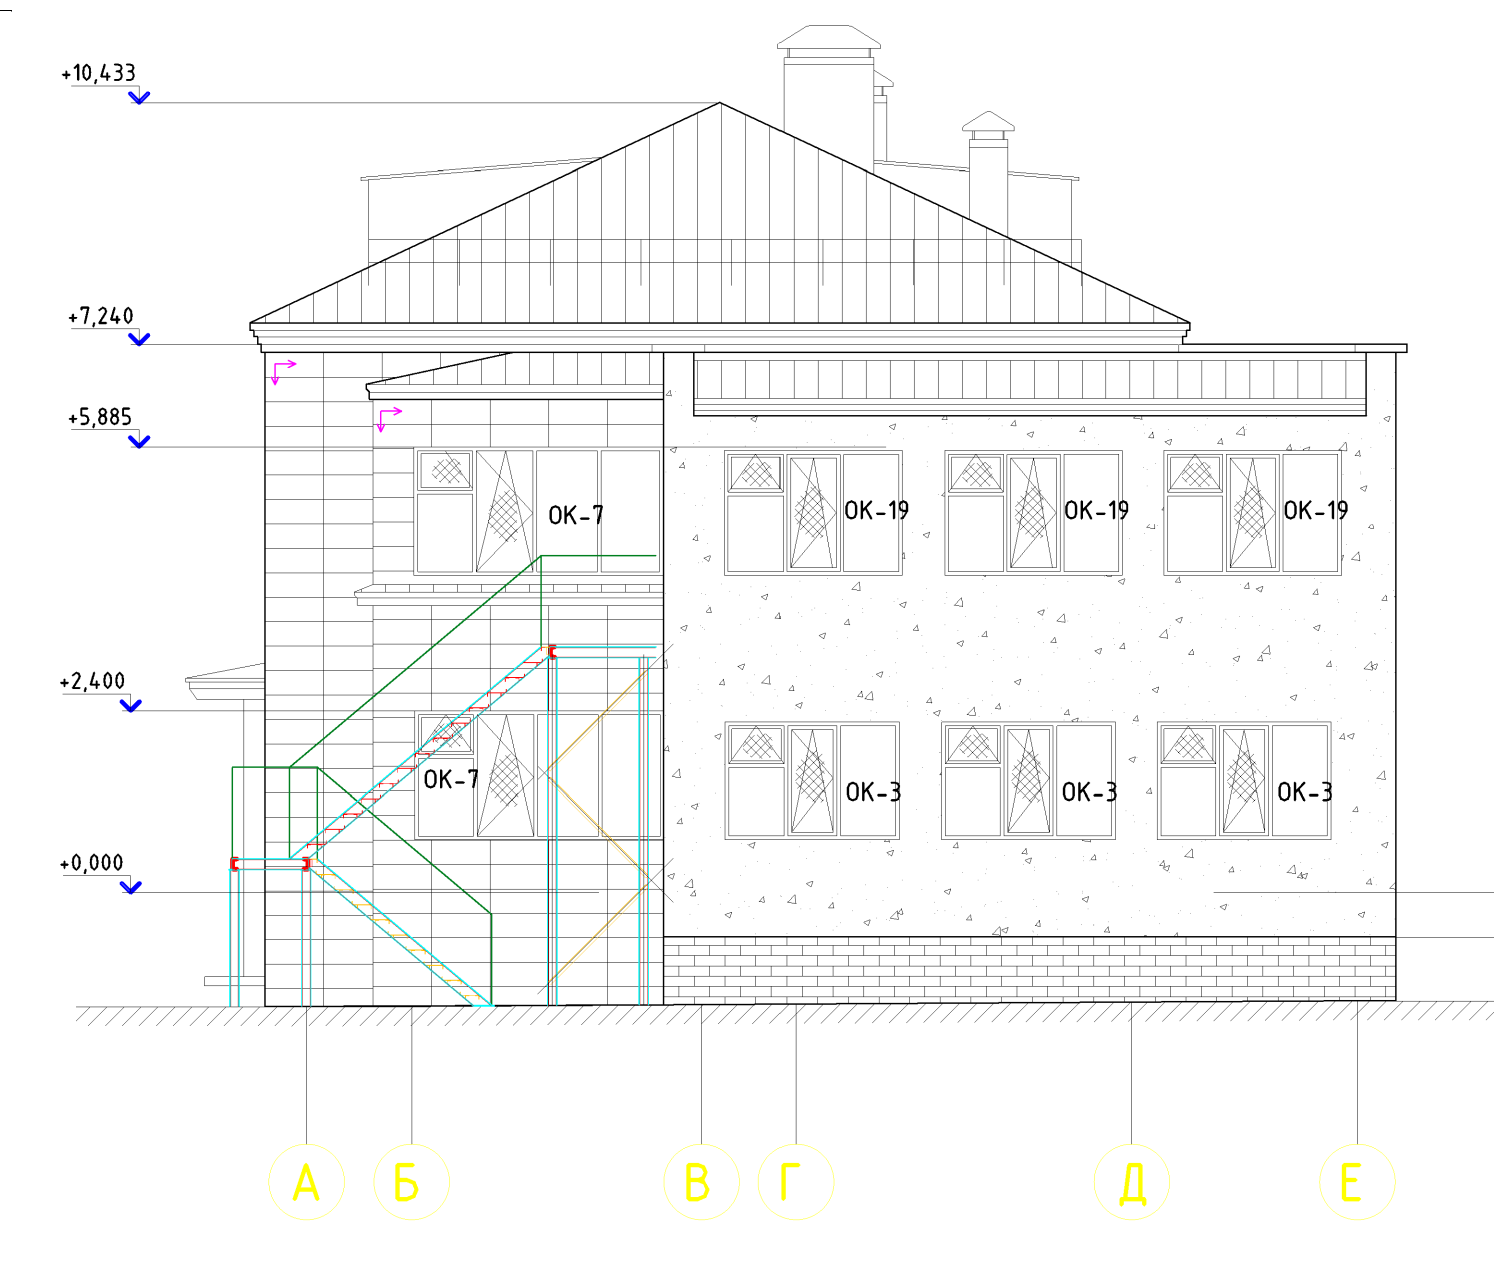 +10,433
+7,240
+5,885
ОК-7 ОК-19 ОК-19 ОК-19
+2,400
ОК-7 ОК-3 ОК-3 ОК-3
+0,000
А Б В Г Д Е